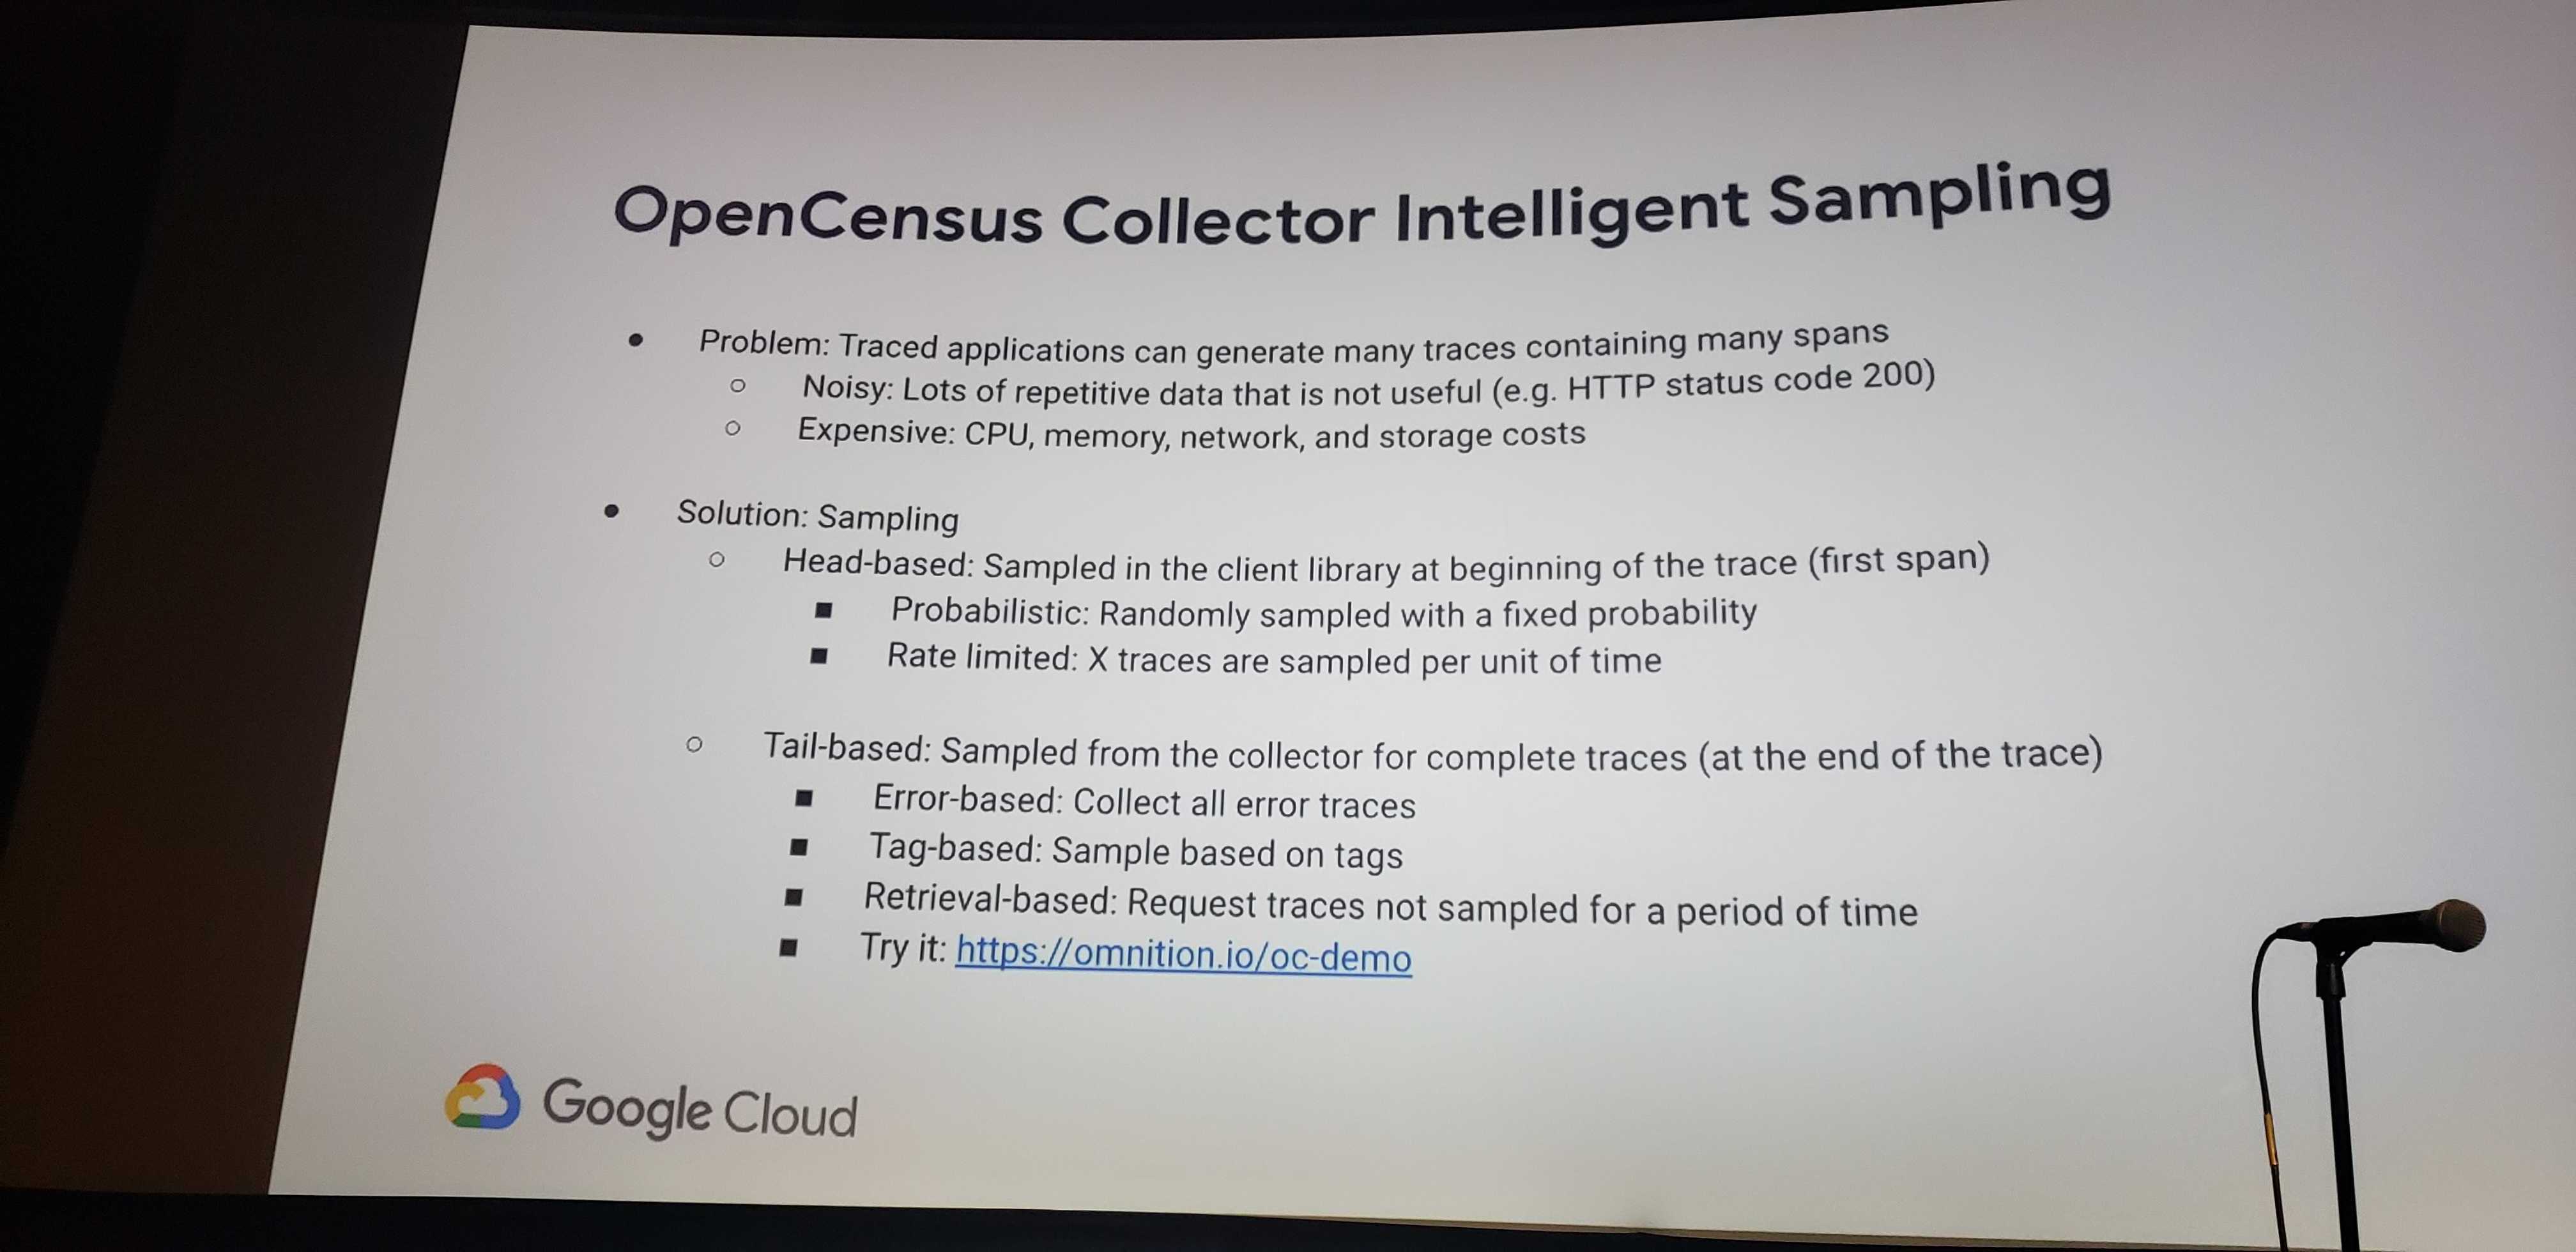 OpenCensus Collector Intelligent Sampling
● Problem: Traced applications can generate many traces containing many spans
○ Noisy: Lots of repetitive data that is not useful (e.g. HTTP status code 200)
○ Expensive: CPU, memory, network, and storage costs
● Solution: Sampling
○ Head-based: Sampled in the client library at beginning of the trace (first span)
■ Probabilistic: Randomly sampled with a fixed probability
■ Rate limited: X traces are sampled per unit of time
○ Tail-based: Sampled from the collector for complete traces (at the end of the trace)
■ Error-based: Collect all error traces
■ Tag-based: Sample based on tags
■ Retrieval-based: Request traces not sampled for a period of time
■ Try it: https://omnition.io/oc-demo
Google Cloud